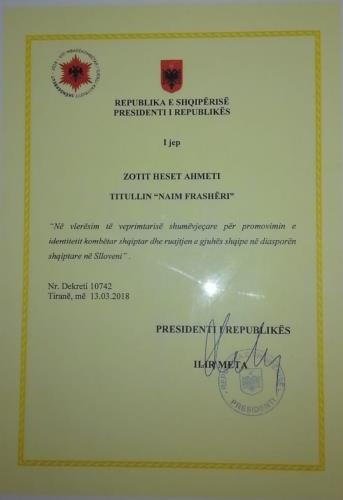 REPUBLIKA E SHQIPËRISË
PRESIDENTI I REPUBLIKËS
I jep
ZOTIT HESET AHMETI
TITULLIN “NAIM FRASHËRI”
“Në vlerësim të veprimtarisë shumëvjeçare për promovimin e
identitetit kombëtar shqiptar dhe ruajtjen e gjuhës shqipe në diasporën
shqiptare në Slloveni” .
Nr. Dekreti 10742
Tiranë, më 13.03.2018
PRESIDENTI I REPUBLIKËS
ILIR META
PRESIDENTI